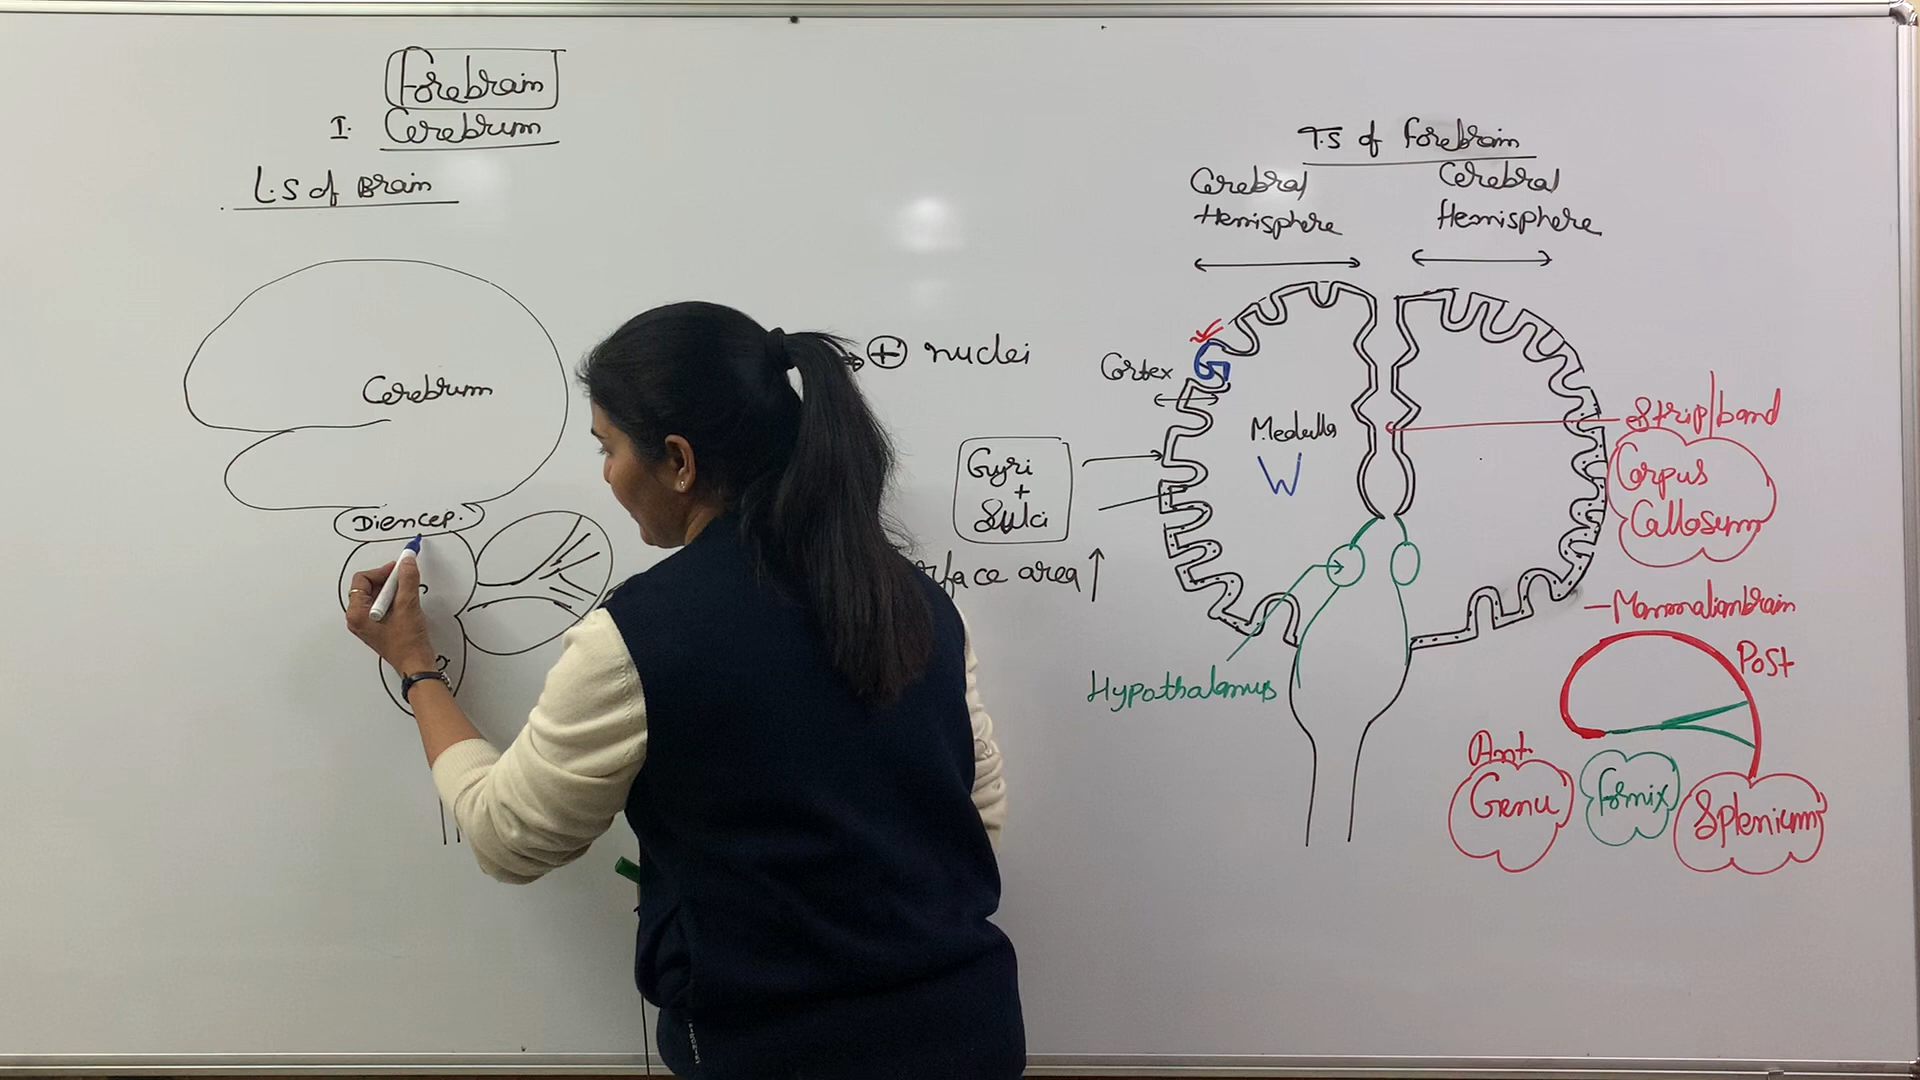 Forebrain
I. Cerebrum
L.S of Brain
Cerebrum
Diencep.
+ nuclei
Gyri
+
Sulci
area ↑
T.S of Forebrain
Cerebral
Hemisphere
Cerebral
Hemisphere
Cortex
G
Medulla
W
Hypothalamus
Strip/band
Corpus
Callosum
—Mammalian brain
Post
Ant.
Genu
Fornix
Splenium